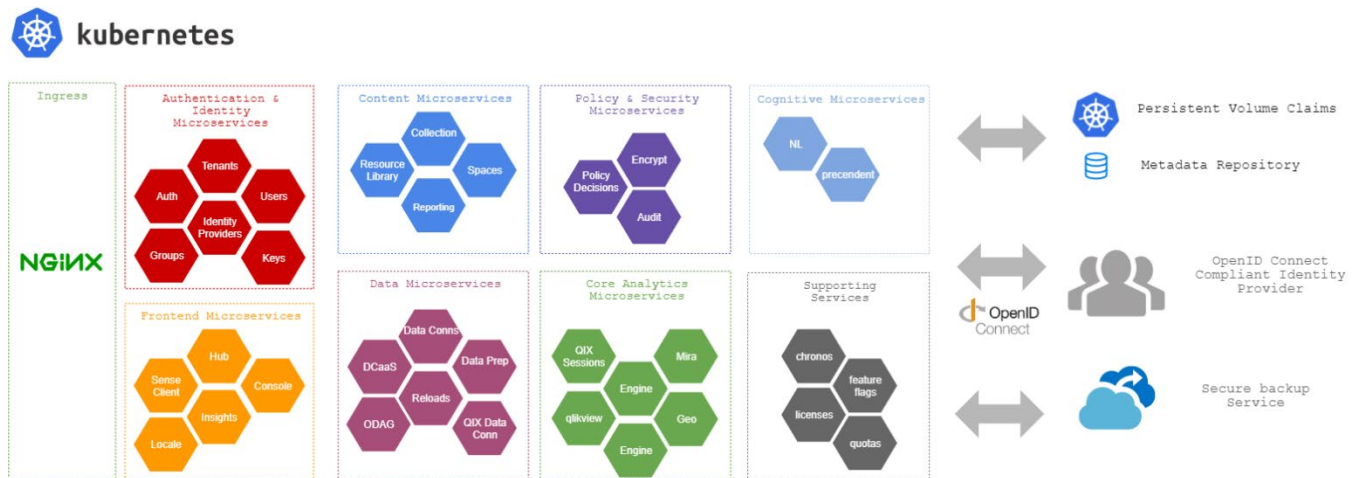 kubernetes
Ingress
NGINX
Authentication &
Identity
Microservices
Tenants
Auth
Users
Identity
Providers
Groups
Keys
Content Microservices
Collection
Resource
Library
Spaces
Reporting
Policy & Security
Microservices
Encrypt
Policy
Decisions
Audit
Cognitive Microservices
NL
precendent
Persistent Volume Claims
Metadata Repository
Frontend Microservices
Hub
Sense
Client
Console
Insights
Locale
Data Microservices
Data Conns
DCaaS
Data Prep
Reloads
ODAG
QIX Data
Conn
Core Analytics
Microservices
QIX
Sessions
Mira
Engine
qlikview
Geo
Engine
Supporting
Services
chronos
feature
flags
licenses
quotas
OpenID
Connect
OpenID Connect
Compliant Identity
Provider
Secure backup
Service